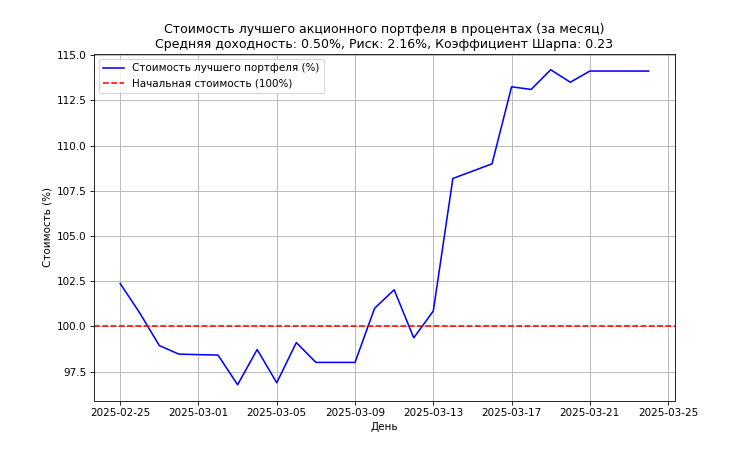 Стоимость лучшего акционного портфеля в процентах (за месяц)
Средняя доходность: 0.50%, Риск: 2.16%, Коэффициент Шарпа: 0.23
115.0
Стоимость лучшего портфеля (%)
Начальная стоимость (100%)
112.5
110.0
107.5
105.0
102.5
100.0
97.5
Стоимость (%)
2025-02-25 2025-03-01 2025-03-05 2025-03-09 2025-03-13 2025-03-17 2025-03-21 2025-03-25
День